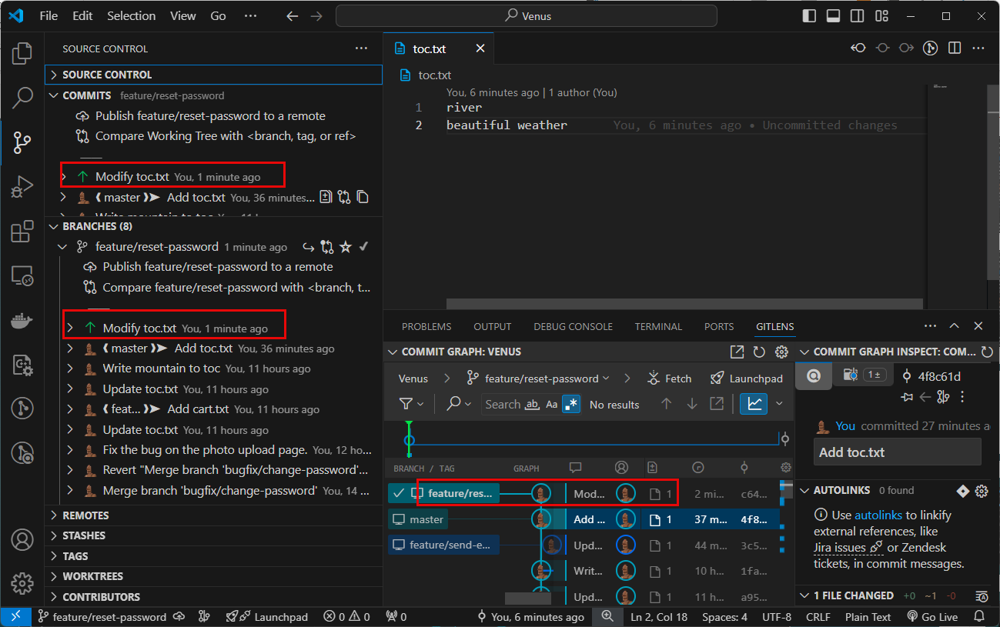 File Edit Selection View Go ··· Venus
SOURCE CONTROL
SOURCE CONTROL
COMMITS feature/reset-password
Publish feature/reset-password to a remote
Compare Working Tree with <branch, tag, or ref>
Modify toc.txt You, 1 minute ago
master Add toc.txt You, 36 minutes...
BRANCHES (8)
feature/reset-password 1 minute ago
Publish feature/reset-password to a remote
Compare feature/reset-password with <branch, t...
Modify toc.txt You, 1 minute ago
master Add toc.txt You, 36 minutes ago
Write mountain to toc You, 11 hours ago
Update toc.txt You, 11 hours ago
feat... Add cart.txt You, 11 hours ago
Update toc.txt You, 11 hours ago
Fix the bug on the photo upload page. You, 12 ho...
Revert "Merge branch 'bugfix/change-password'...
Merge branch 'bugfix/change-password' You, 14 ...
REMOTES
STASHES
TAGS
WORKTREES
CONTRIBUTORS
toc.txt
toc.txt
You, 6 minutes ago | 1 author (You)
1 river
2 beautiful weather You, 6 minutes ago • Uncommitted changes
PROBLEMS OUTPUT DEBUG CONSOLE TERMINAL PORTS GITLENS
COMMIT GRAPH: VENUS
Venus feature/reset-password Fetch Launchpad
Search ab, Aa .* No results
BRANCH / TAG GRAPH
feature/res... Mod... 1 2 mi... c64...
master Add ... 1 37 m... 4f8...
feature/send-e... Upd... 1 44 m... 3c5...
Writ... 1 10 h... 1fa...
Upd... 1 11 h... a95...
COMMIT GRAPH INSPECT: COM...
1 ± 4f8c61d
You committed 27 minutes a
Add toc.txt
AUTOLINKS 0 found
Use autolinks to linkify
external references, like
Jira issues or Zendesk
tickets, in commit messages.
1 FILE CHANGED +0 ~1 -0
feature/reset-password Launchpad 0 0 0 You, 6 minutes ago Ln 2, Col 18 Spaces: 4 UTF-8 CRLF Plain Text Go Live